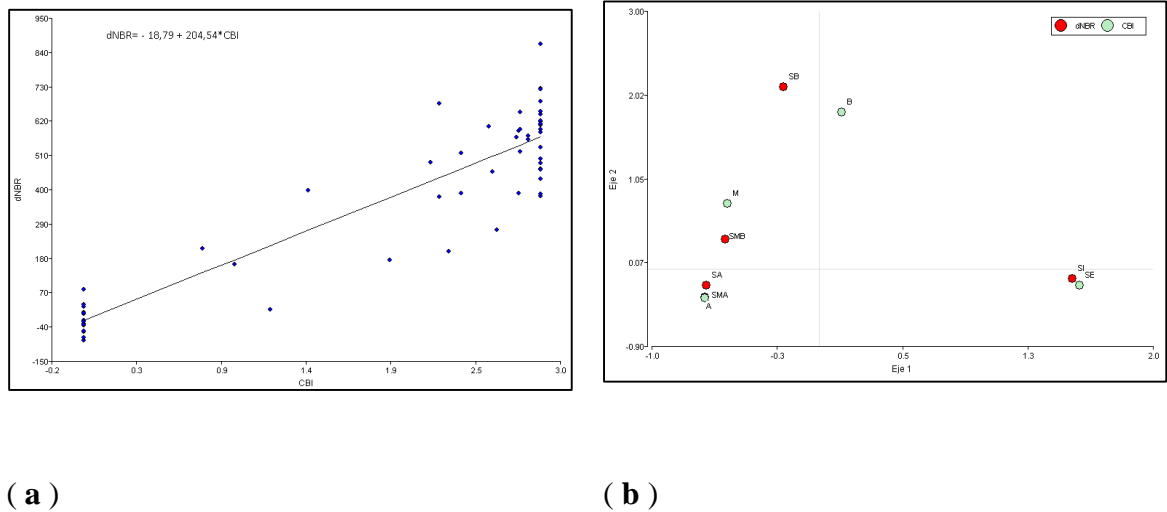 950
840
730
620
510
400
290
180
70
-40
-150
dNBR
dNBR= - 18,79 + 204,54*CBI
-0.2 0.3 0.9 1.4 1.9 2.5 3.0
CBI
3.00
2.02
1.05
0.07
-0.90
Eje 2
dNBR CBI
SB
B
M
SMB
SA
SMA
A
SI
SE
-1.0 -0.3 0.5 1.3 2.0
Eje 1
( a ) ( b )